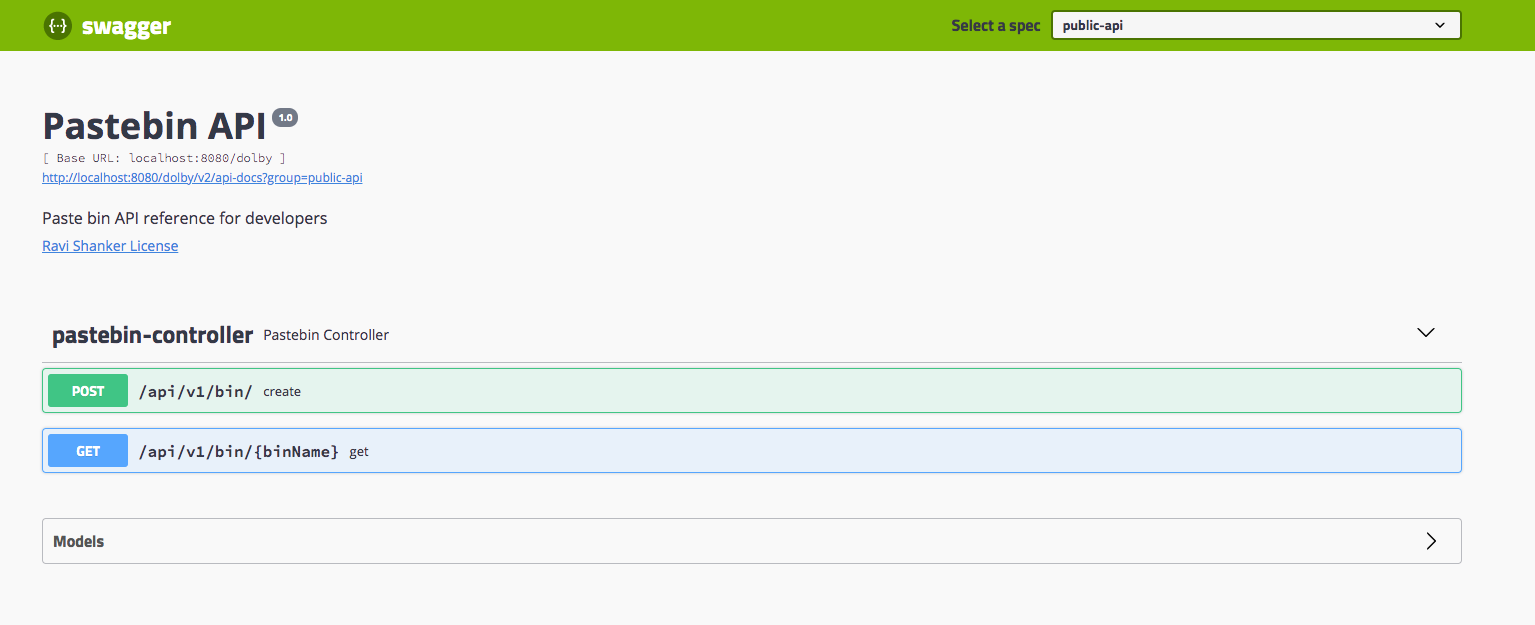 {···} swagger Select a spec public-api
Pastebin API 1.0
[ Base URL: localhost:8080/dolby ]
http://localhost:8080/dolby/v2/api-docs?group=public-api
Paste bin API reference for developers
Ravi Shanker License
pastebin-controller Pastebin Controller
POST /api/v1/bin/ create
GET /api/v1/bin/{binName} get
Models